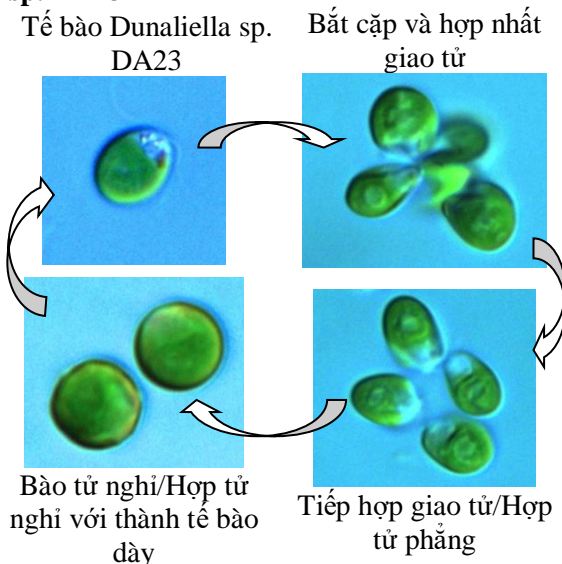 Tế bào Dunaliella sp.
DA23
Bắt cặp và hợp nhất
giao tử
Bào tử nghỉ/Hợp tử
nghỉ với thành tế bào
dày
Tiếp hợp giao tử/Hợp
tử phẳng